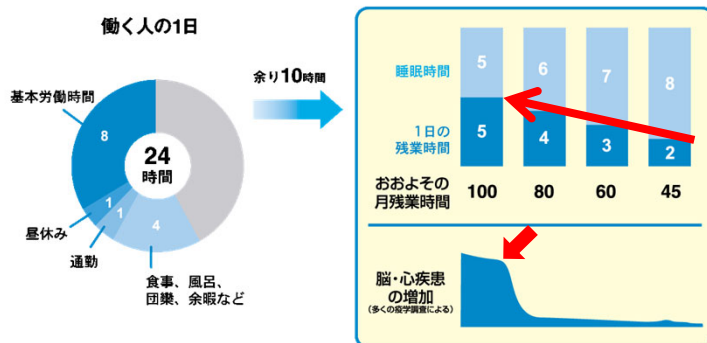 働く人の1日
基本労働時間
8
24
時間
1
1
4
昼休み
通勤
食事、風呂、
団欒、余暇など
余り10時間
睡眠時間
5
6
7
8
1日の
残業時間
5
4
3
2
おおよその
月残業時間
100
80
60
45
脳・心疾患
の増加
(多くの疫学調査による)